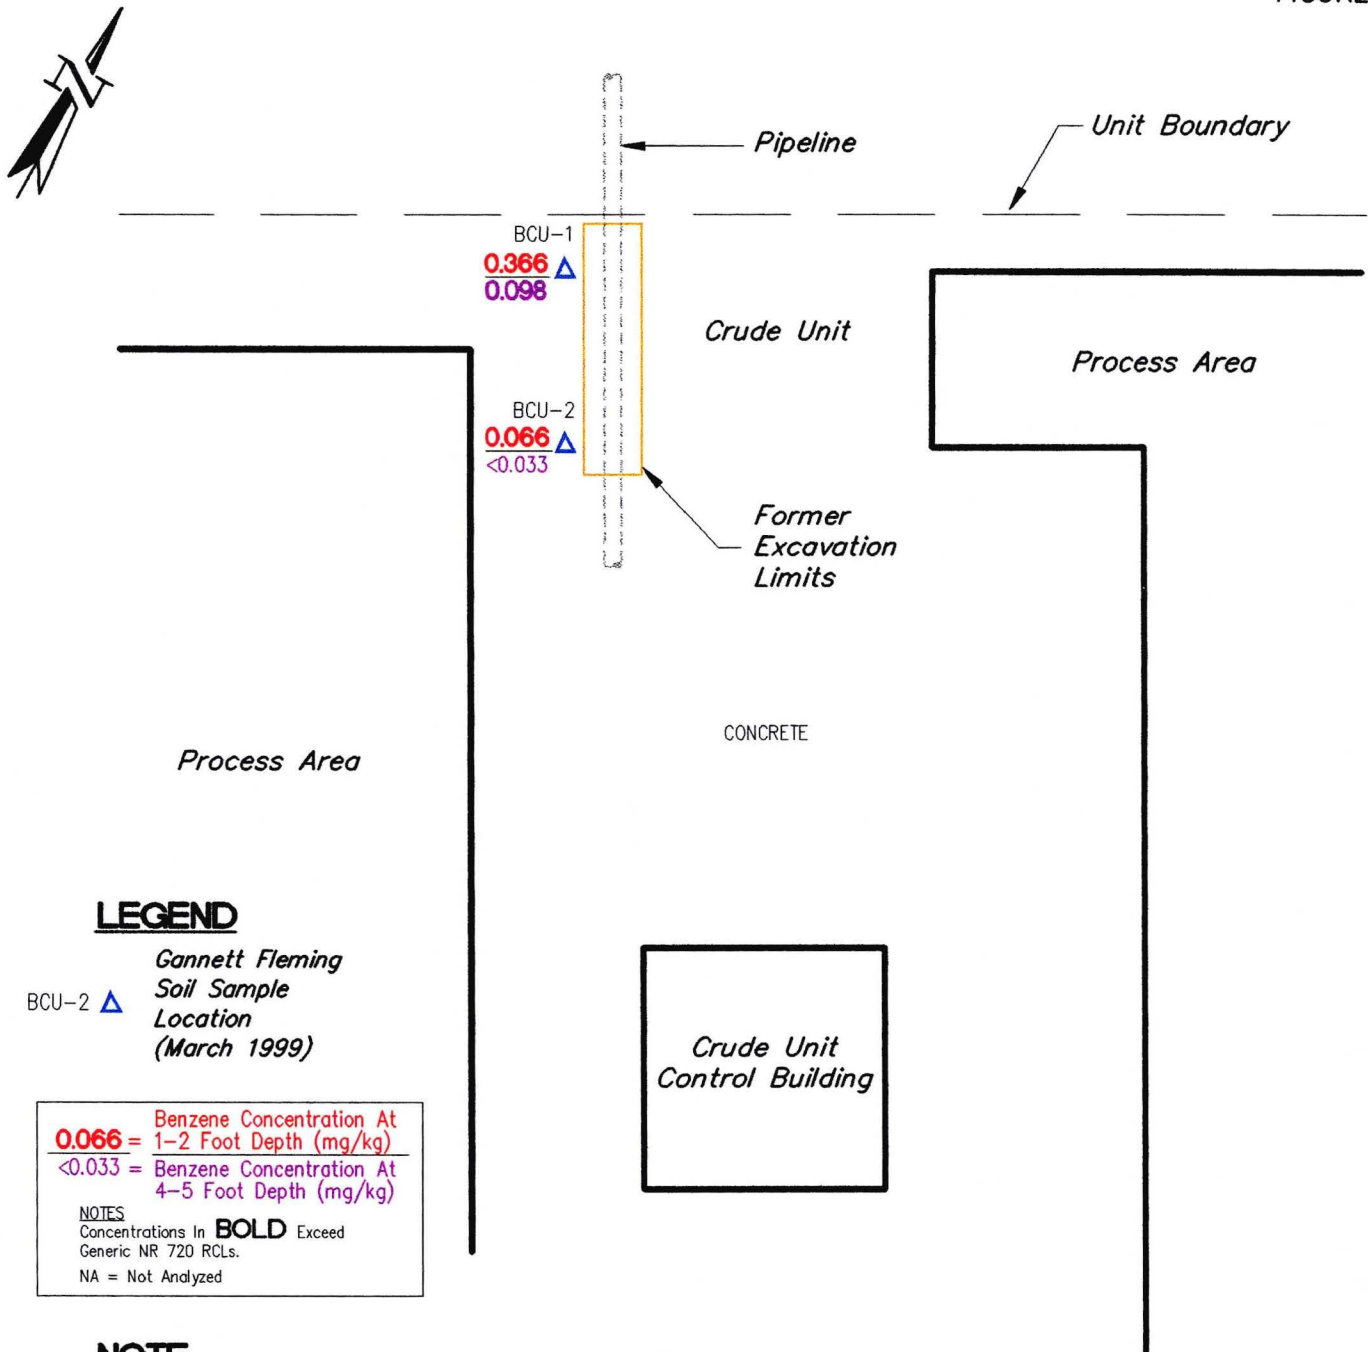 N
Pipeline
Unit Boundary
BCU-1
0.366
0.098
Crude Unit
Process Area
BCU-2
0.066
<0.033
Former
Excavation
Limits
CONCRETE
Process Area
LEGEND
BCU-2
Gannett Fleming
Soil Sample
Location
(March 1999)
0.066 = Benzene Concentration At
1-2 Foot Depth (mg/kg)
<0.033 = Benzene Concentration At
4-5 Foot Depth (mg/kg)
NOTES
Concentrations In BOLD Exceed
Generic NR 720 RCLs.
NA = Not Analyzed
Crude Unit
Control Building
NOTE